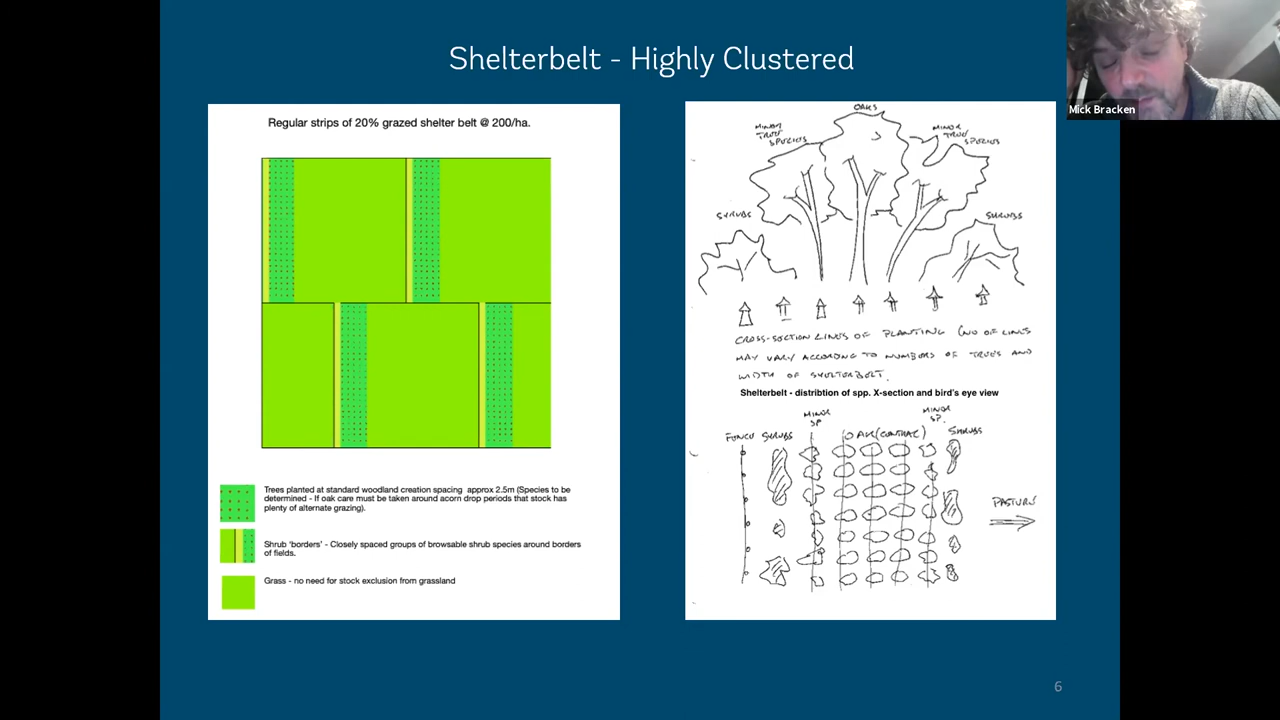 Shelterbelt - Highly Clustered
Mick Bracken
Regular strips of 20% grazed shelter belt @ 200/ha.
Trees planted at standard woodland creation spacing approx 2.5m (Species to be
determined - If oak care must be taken around acorn drop periods that stock has
plenty of alternate grazing).
Shrub 'borders' - Closely spaced groups of browsable shrub species around borders
of fields.
Grass - no need for stock exclusion from grassland
OAKS
MINOR
TREE
SPECIES
MINOR
TREE
SPECIES
SHRUBS
SHRUBS
CROSS-SECTION LINES OF PLANTING (NO OF LINES
MAY VARY ACCORDING TO NUMBERS OF TREES AND
WIDTH OF SHELTERBELT.
Shelterbelt - distribtion of spp. X-section and bird's eye view
MINOR
SP
MINOR
SP.
FENCE SHRUBS
OAK (CENTRAL)
SHRUBS
PASTURE
6